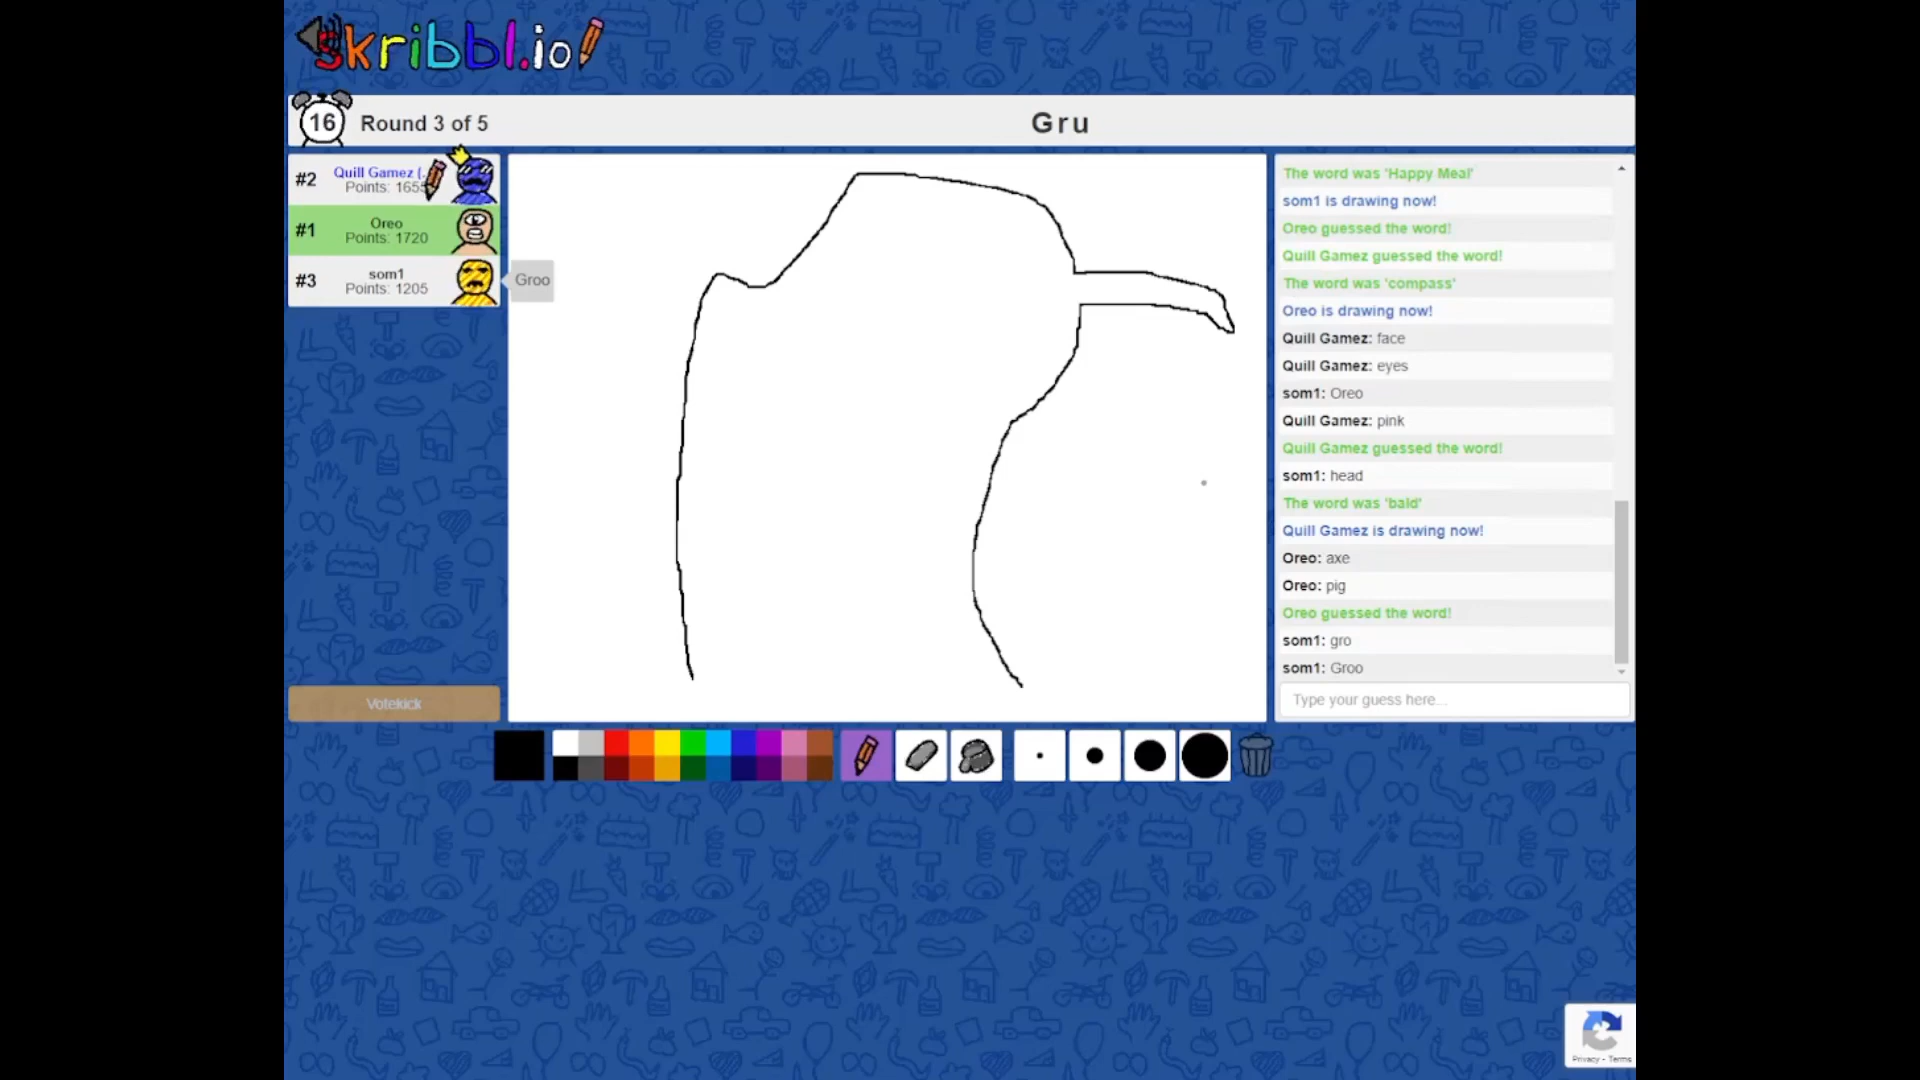 skribbl.io
16
Round 3 of 5
Gru
#2
Quill Gamez (.
Points: 1655
#1
Oreo
Points: 1720
#3
som1
Points: 1205
Groo
Votekick
The word was 'Happy Meal'
som1 is drawing now!
Oreo guessed the word!
Quill Gamez guessed the word!
The word was 'compass'
Oreo is drawing now!
Quill Gamez: face
Quill Gamez: eyes
som1: Oreo
Quill Gamez: pink
Quill Gamez guessed the word!
som1: head
The word was 'bald'
Quill Gamez is drawing now!
Oreo: axe
Oreo: pig
Oreo guessed the word!
som1: gro
som1: Groo
Type your guess here...
Privacy - Terms